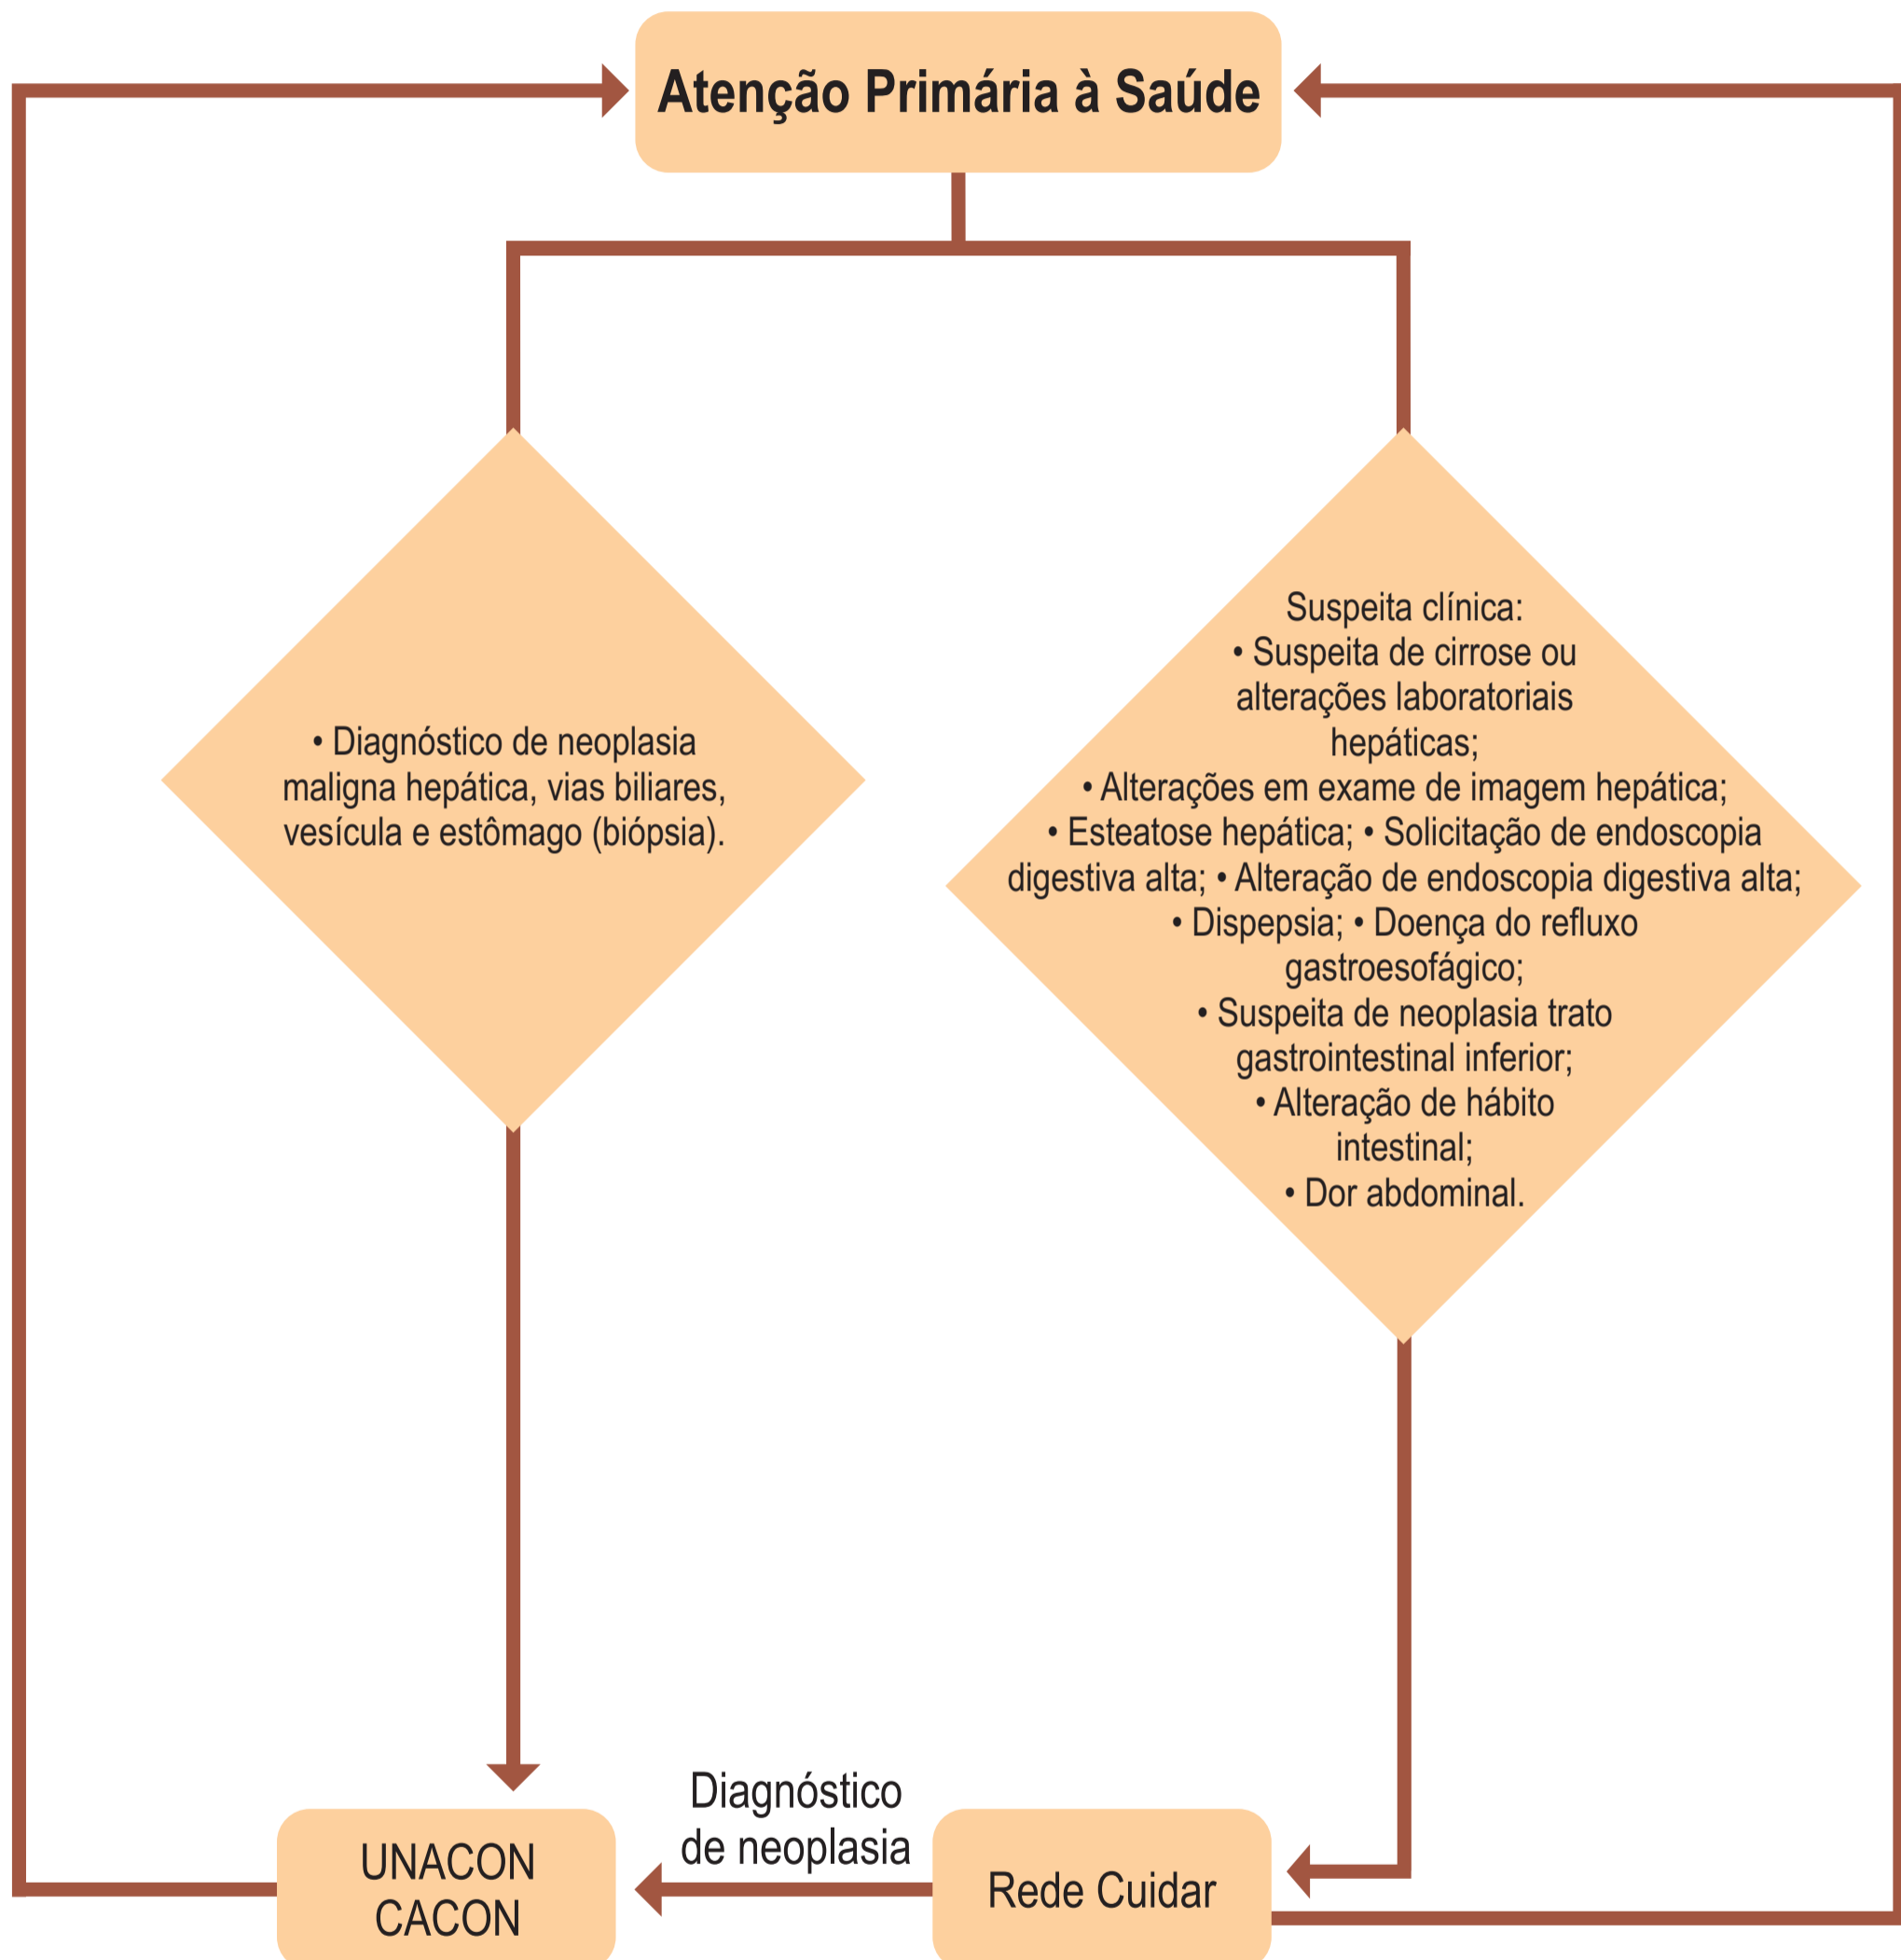 Atenção Primária à Saúde
• Diagnóstico de neoplasia
maligna hepática, vias biliares,
vesícula e estômago (biópsia).
Suspeita clínica:
• Suspeita de cirrose ou
alterações laboratoriais
hepáticas;
• Alterações em exame de imagem hepática;
• Esteatose hepática; • Solicitação de endoscopia
digestiva alta; • Alteração de endoscopia digestiva alta;
• Dispepsia; • Doença do refluxo
gastroesofágico;
• Suspeita de neoplasia trato
gastrointestinal inferior;
• Alteração de hábito
intestinal;
• Dor abdominal.
UNACON
CACON
Diagnóstico
de neoplasia
Rede Cuidar